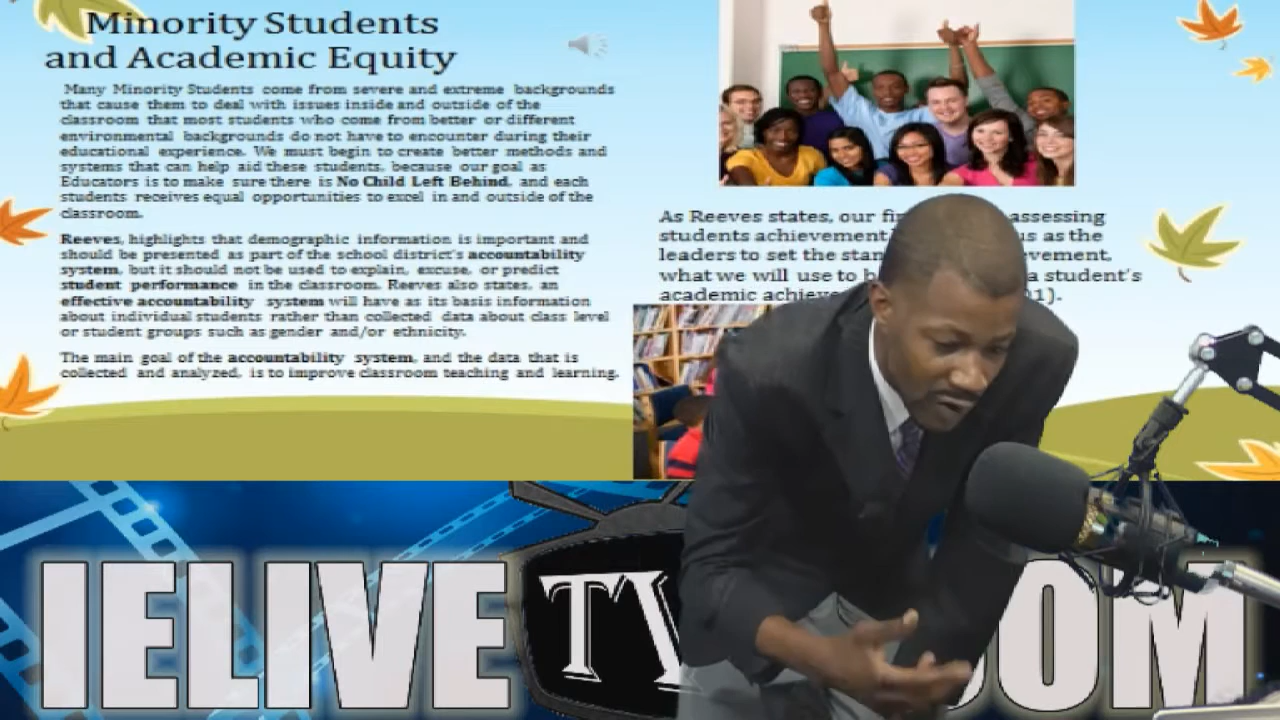 Minority Students
and Academic Equity
Many Minority Students come from severe and extreme backgrounds
that cause them to deal with issues inside and outside of the
classroom that most students who come from better or different
environmental backgrounds do not have to encounter during their
educational experience. We must begin to create better methods and
systems that can help aid these students, because our goal as
Educators is to make sure there is No Child Left Behind, and each
students receives equal opportunities to excel in and outside of the
classroom.
Reeves, highlights that demographic information is important and
should be presented as part of the school district's accountability
system, but it should not be used to explain, excuse, or predict
student performance in the classroom. Reeves also states, an
effective accountability system will have as its basis information
about individual students rather than collected data about class level
or student groups such as gender and/or ethnicity.
The main goal of the accountability system, and the data that is
collected and analyzed, is to improve classroom teaching and learning.
As Reeves states, our assessing
students achievement us as the
leaders to set the
what we will use to a student's
academic
IELIVE TV